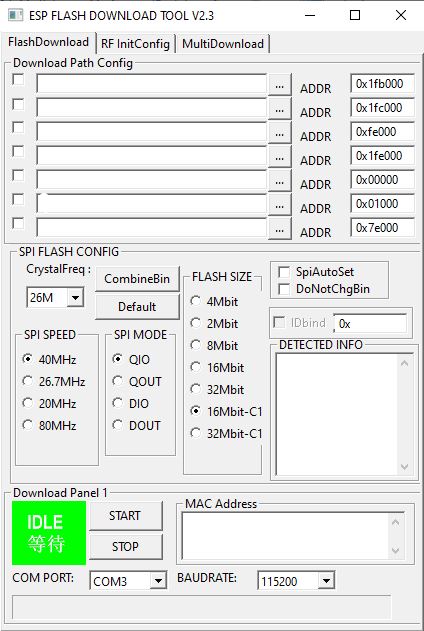 ESP FLASH DOWNLOAD TOOL V2.3
FlashDownload RF InitConfig MultiDownload
Download Path Config
... ADDR 0x1fb000
... ADDR 0x1fc000
... ADDR 0xfe000
... ADDR 0x1fe000
... ADDR 0x00000
... ADDR 0x01000
... ADDR 0x7e000
SPI FLASH CONFIG
CrystalFreq :
26M
CombineBin
Default
SPI SPEED
40MHz
26.7MHz
20MHz
80MHz
SPI MODE
QIO
QOUT
DIO
DOUT
FLASH SIZE
4Mbit
2Mbit
8Mbit
16Mbit
32Mbit
16Mbit-C1
32Mbit-C1
SpiAutoSet
DoNotChgBin
IDbind 0x
DETECTED INFO
Download Panel 1
IDLE
等待
START
STOP
MAC Address
COM PORT: COM3 BAUDRATE: 115200